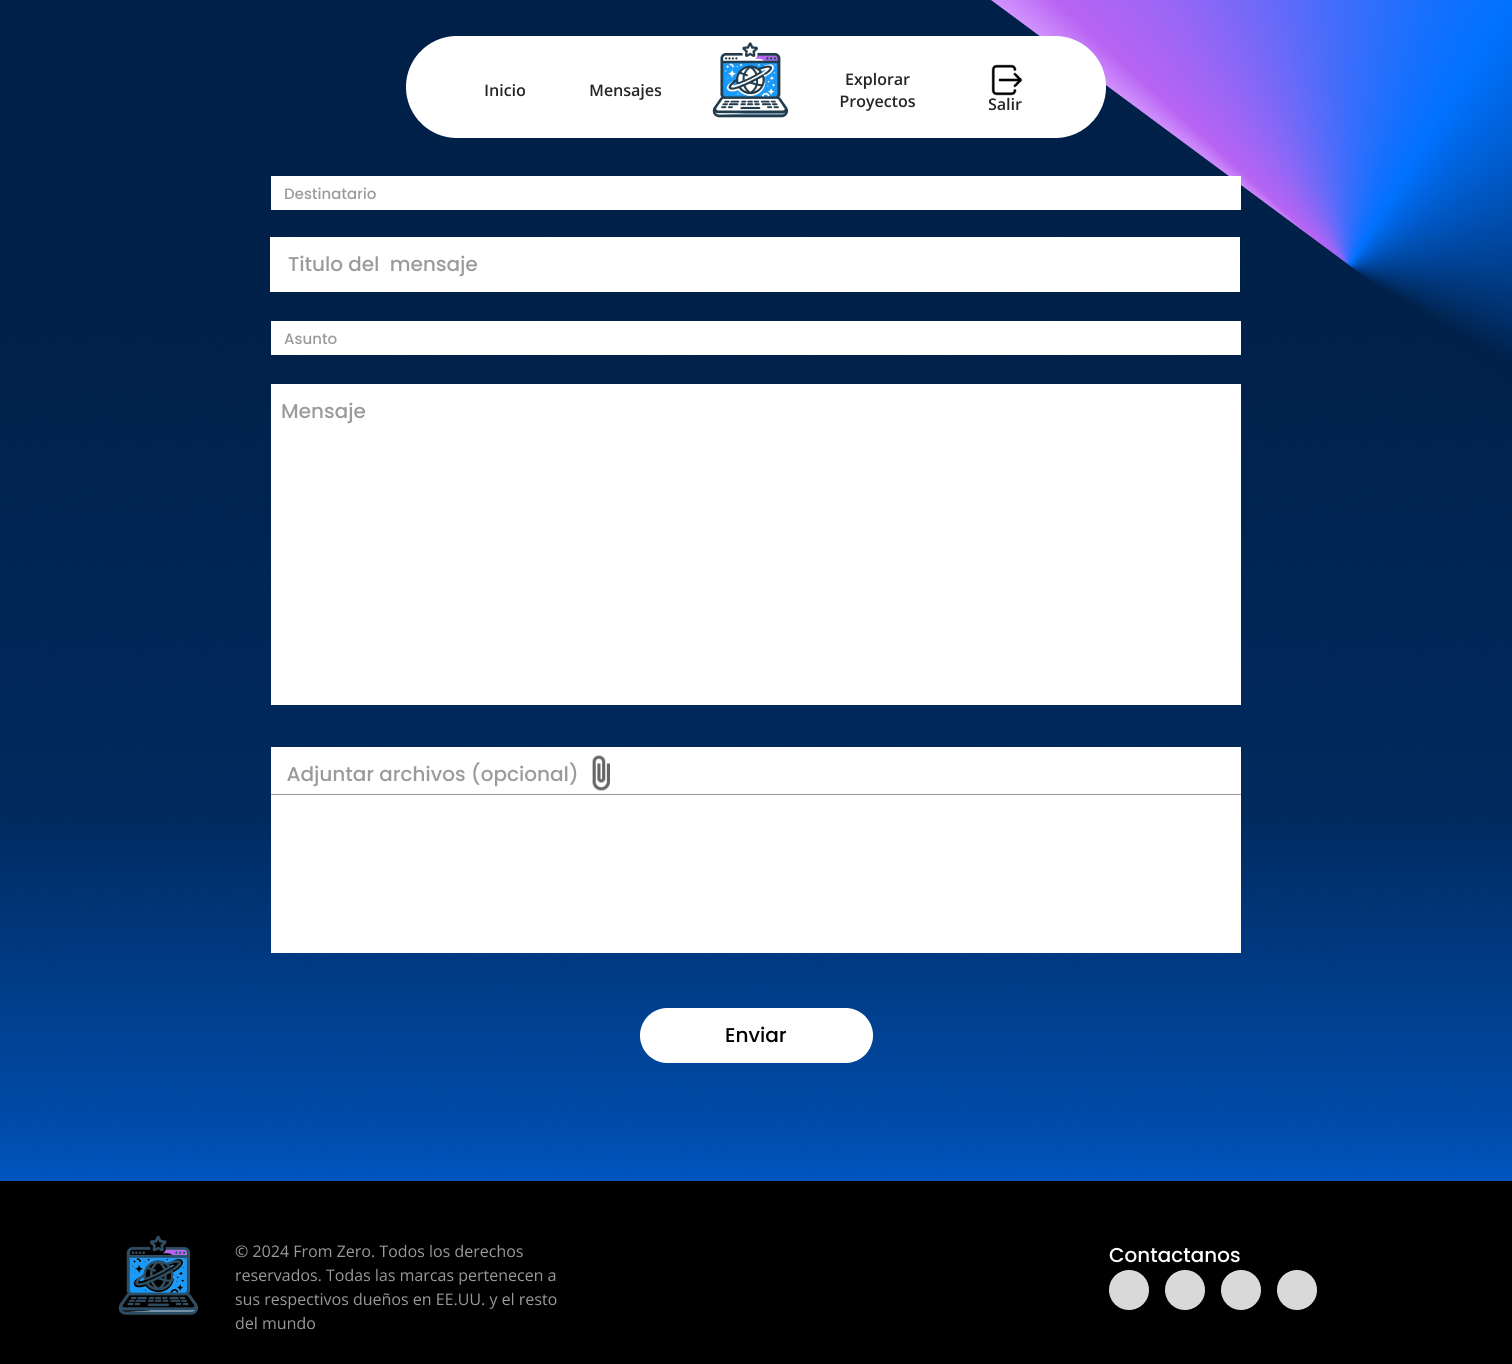 Inicio
Mensajes
Explorar
Proyectos
Salir
Destinatario
Titulo del  mensaje
Asunto
Mensaje
Adjuntar archivos (opcional)
Enviar
© 2024 From Zero. Todos los derechos
reservados. Todas las marcas pertenecen a
sus respectivos dueños en EE.UU. y el resto
del mundo
Contactanos